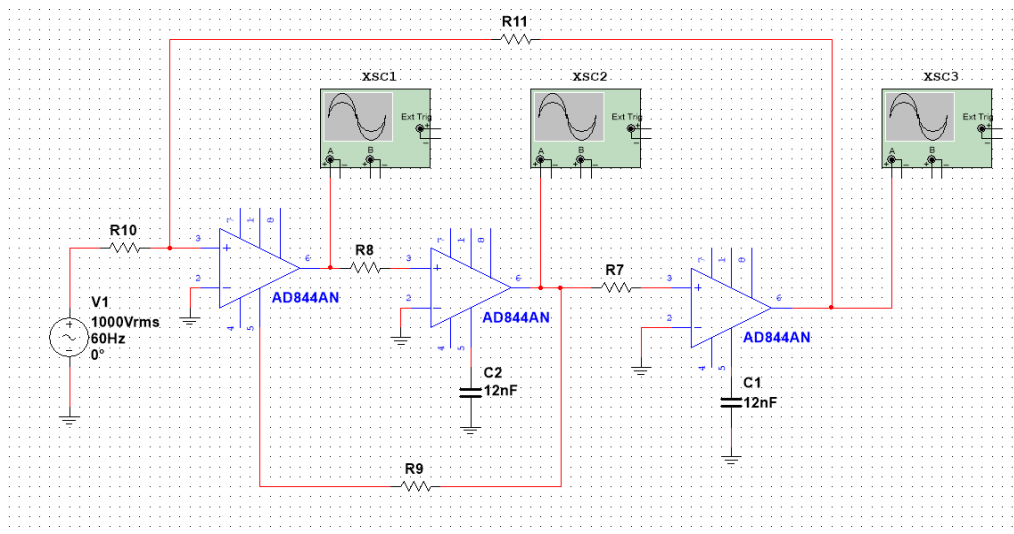 R11
XSC1
XSC2
XSC3
Ext Trig
+
−
A
B
+
−
+
−
Ext Trig
+
−
A
B
+
−
+
−
Ext Trig
+
−
A
B
+
−
+
−
R10
3
+
2
−
7
1
8
6
4
5
AD844AN
R8
3
+
2
−
7
1
8
6
4
5
AD844AN
R7
3
+
2
−
7
1
8
6
4
5
AD844AN
V1
1000Vrms
60Hz
0°
+
−
C2
12nF
C1
12nF
R9